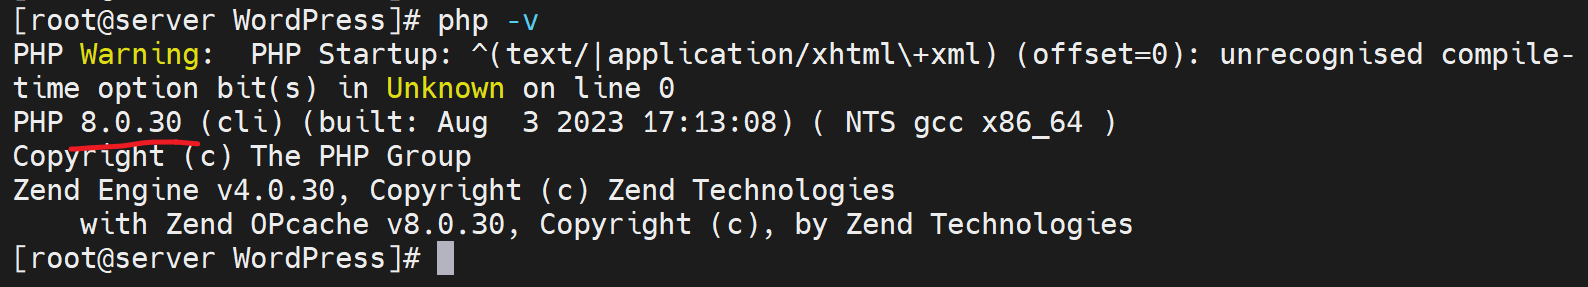 [root@server WordPress]# php -v
PHP Warning:  PHP Startup: ^(text/|application/xhtml\+xml) (offset=0): unrecognised compile-
time option bit(s) in Unknown on line 0
PHP 8.0.30 (cli) (built: Aug  3 2023 17:13:08) ( NTS gcc x86_64 )
Copyright (c) The PHP Group
Zend Engine v4.0.30, Copyright (c) Zend Technologies
    with Zend OPcache v8.0.30, Copyright (c), by Zend Technologies
[root@server WordPress]#